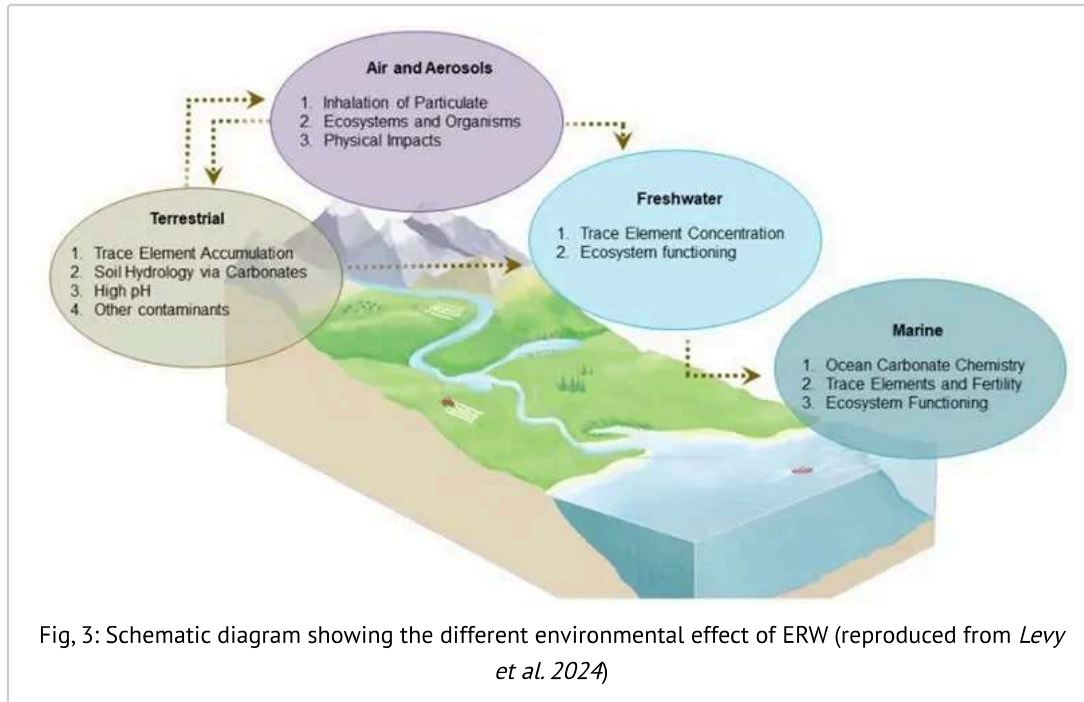 Air and Aerosols
1. Inhalation of Particulate
2. Ecosystems and Organisms
3. Physical Impacts
Terrestrial
1. Trace Element Accumulation
2. Soil Hydrology via Carbonates
3. High pH
4. Other contaminants
Freshwater
1. Trace Element Concentration
2. Ecosystem functioning
Marine
1. Ocean Carbonate Chemistry
2. Trace Elements and Fertility
3. Ecosystem Functioning
Fig, 3: Schematic diagram showing the different environmental effect of ERW (reproduced from Levy
et al. 2024)